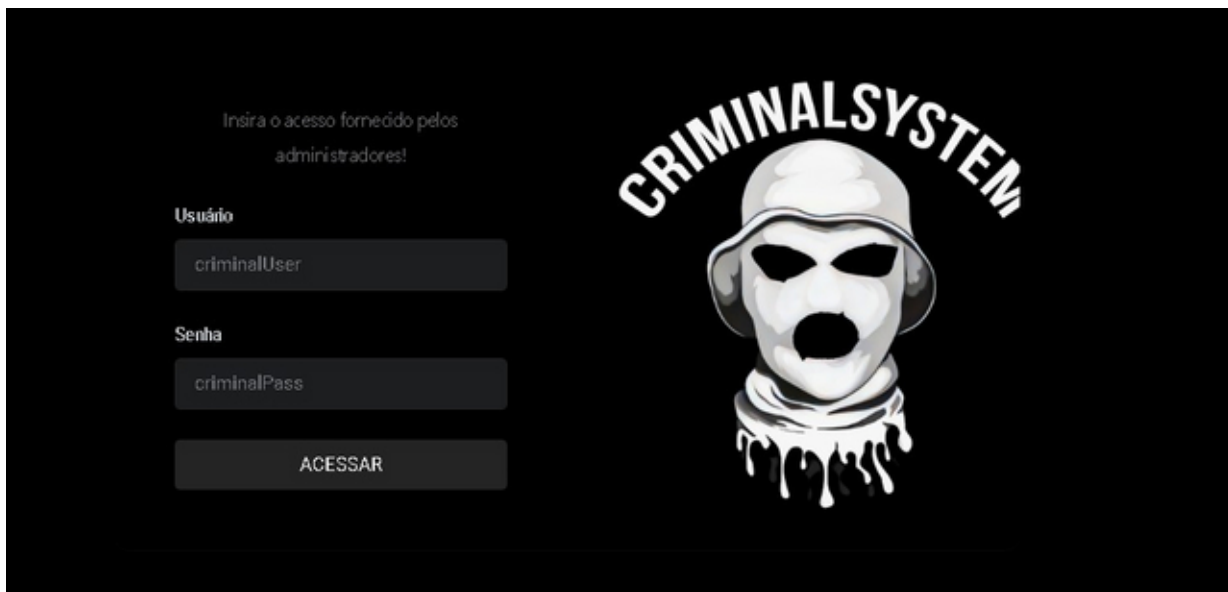 Insira o acesso fornecido pelos
administradores!
Usuário
criminalUser
Senha
criminalPass
ACESSAR
CRIMINALSYSTEM